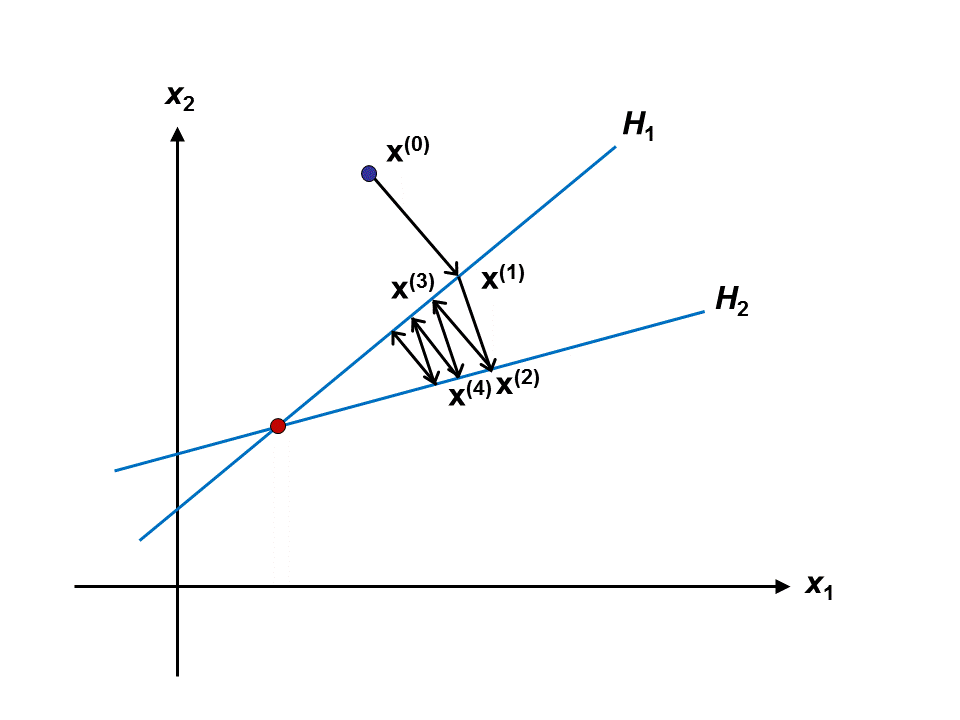 x₂
H₁
x⁽⁰⁾
x⁽³⁾
x⁽¹⁾
H₂
x⁽⁴⁾
x⁽²⁾
x₁